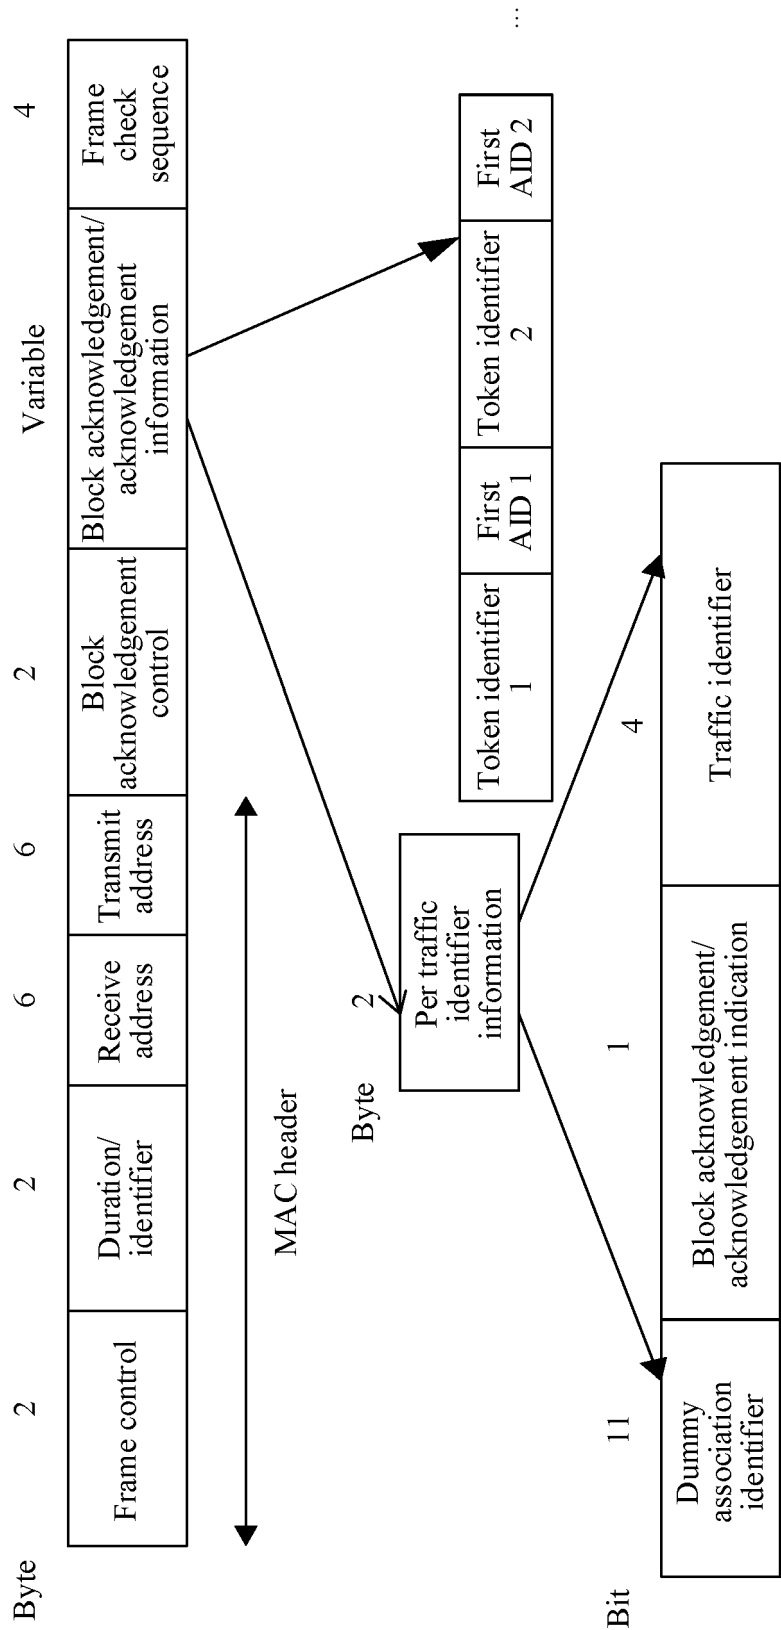 Byte
2
2
6
6
2
Variable
4
Frame control
Duration/
identifier
Receive
address
Transmit
address
Block
acknowledgement
control
Block acknowledgement/
acknowledgement
information
Frame
check
sequence
MAC header
Byte
2
Per traffic
identifier
information
Token identifier
1
First
AID 1
Token identifier
2
First
AID 2
...
Bit
11
1
4
Dummy
association
identifier
Block acknowledgement/
acknowledgement indication
Traffic identifier